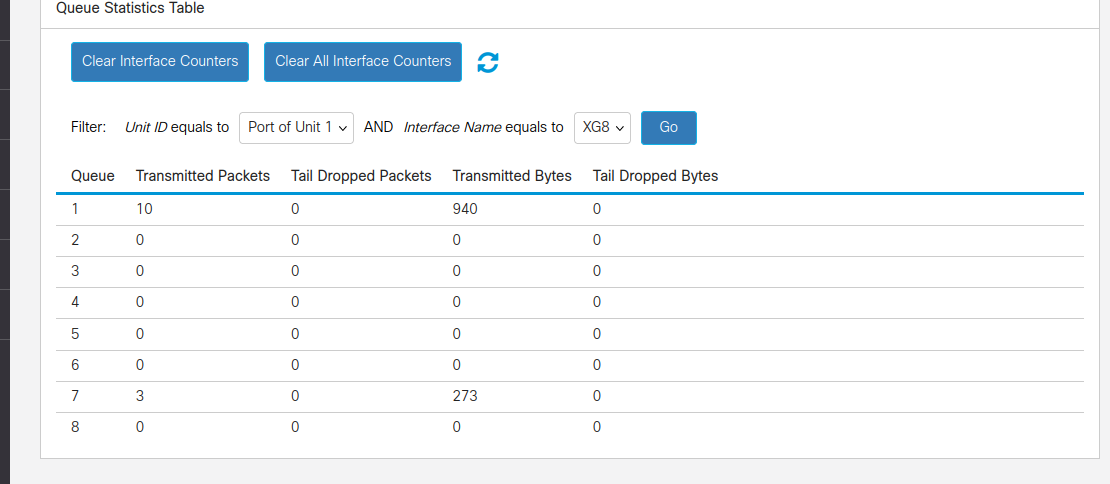 Queue Statistics Table
Clear Interface Counters Clear All Interface Counters
Filter: Unit ID equals to Port of Unit 1 AND Interface Name equals to XG8 Go
Queue Transmitted Packets Tail Dropped Packets Transmitted Bytes Tail Dropped Bytes
1 10 0 940 0
2 0 0 0 0
3 0 0 0 0
4 0 0 0 0
5 0 0 0 0
6 0 0 0 0
7 3 0 273 0
8 0 0 0 0